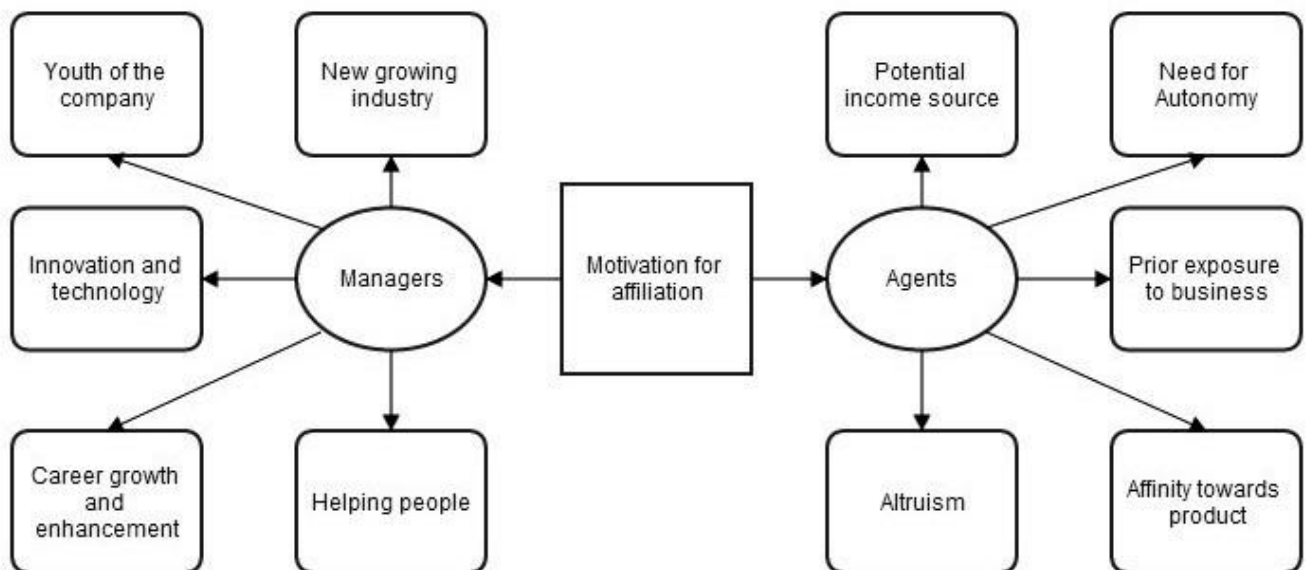 Youth of the
company
New growing
industry
Potential
income source
Need for
Autonomy
Innovation and
technology
Managers
Motivation for
affiliation
Agents
Prior exposure
to business
Career growth
and
enhancement
Helping people
Altruism
Affinity towards
product